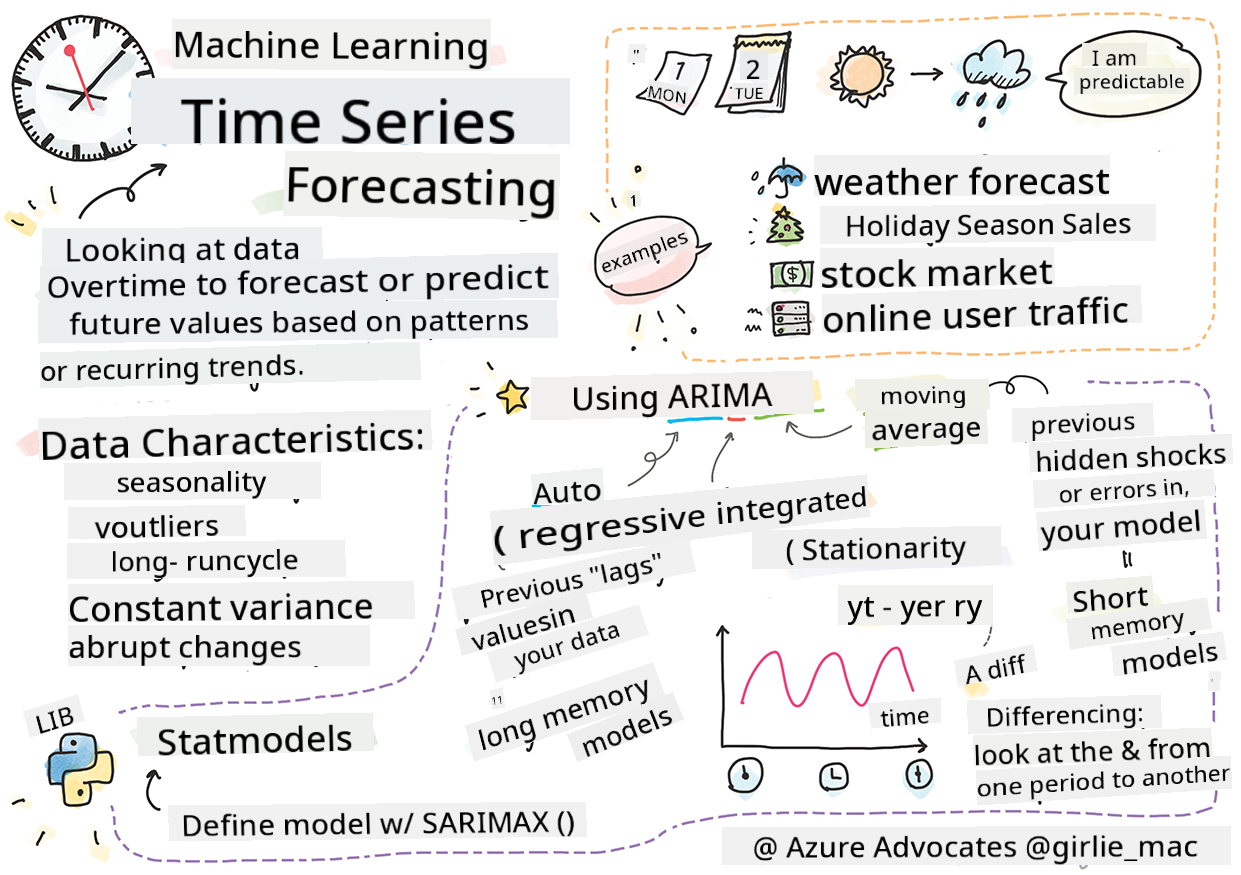 Machine Learning
Time Series
Forecasting
Looking at data
Overtime to forecast or predict
future values based on patterns
or recurring trends.
Data Characteristics:
seasonality
voutliers
long- runcycle
Constant variance
abrupt changes
"
1
MON
2
TUE
I am
predictable
1
examples
weather forecast
Holiday Season Sales
stock market
online user traffic
Using ARIMA
moving
average
previous
hidden shocks
or errors in,
your model
"
Short
memory
models
Auto
( regressive integrated
Previous "lags"
valuesin
your data
11
long memory
models
( Stationarity
yt - yer ry
time
A diff
Differencing:
look at the & from
one period to another
LIB
Statmodels
Define model w/ SARIMAX ()
@ Azure Advocates @girlie_mac